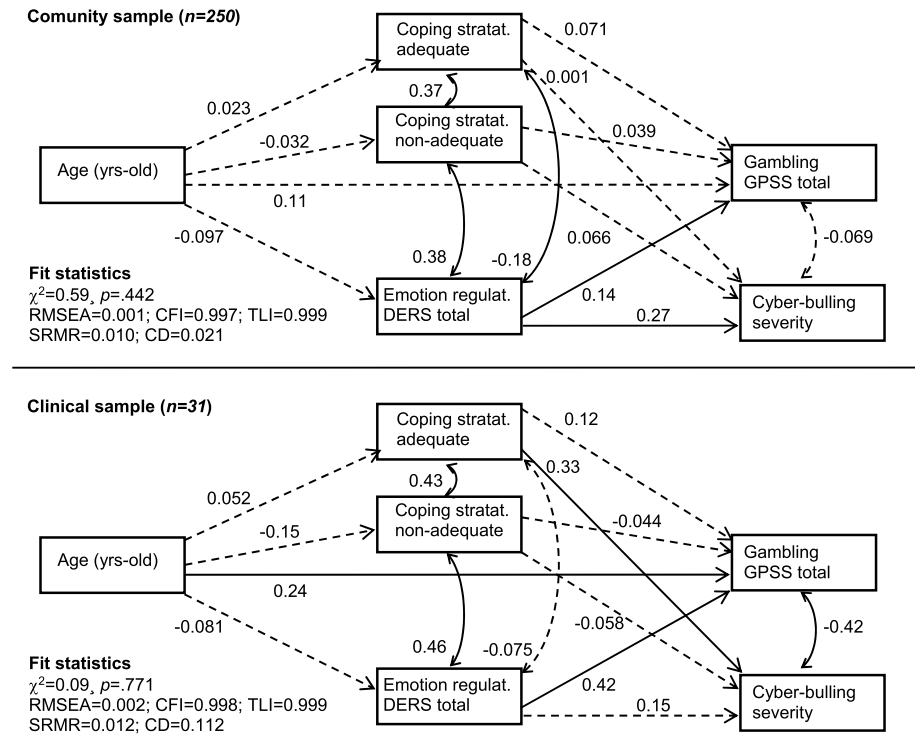 Comunity sample (n=250)
Coping stratat.
adequate
0.071
0.001
0.37
0.023
Coping stratat.
non-adequate
0.039
-0.032
Age (yrs-old)
Gambling
GPSS total
0.11
-0.097
0.066
-0.069
0.38
-0.18
Fit statistics
χ²=0.59, p=.442
RMSEA=0.001; CFI=0.997; TLI=0.999
SRMR=0.010; CD=0.021
Emotion regulat.
DERS total
0.14
0.27
Cyber-bulling
severity
Clinical sample (n=31)
Coping stratat.
adequate
0.12
0.33
0.43
0.052
Coping stratat.
non-adequate
-0.044
-0.15
Age (yrs-old)
Gambling
GPSS total
0.24
-0.081
-0.058
-0.42
0.46
-0.075
Fit statistics
χ²=0.09, p=.771
RMSEA=0.002; CFI=0.998; TLI=0.999
SRMR=0.012; CD=0.112
Emotion regulat.
DERS total
0.42
0.15
Cyber-bulling
severity